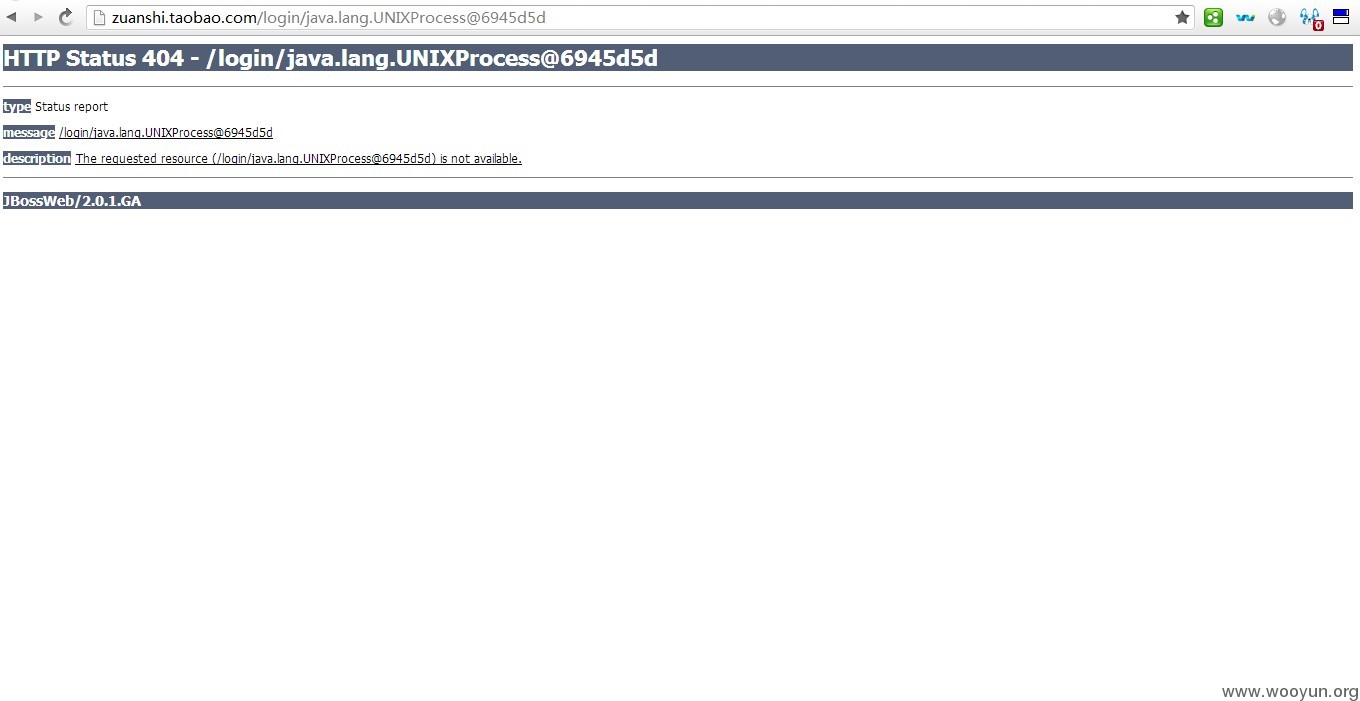 zuanshi.taobao.com/login/java.lang.UNIXProcess@6945d5d
0
HTTP Status 404 - /login/java.lang.UNIXProcess@6945d5d
type Status report
message /login/java.lang.UNIXProcess@6945d5d
description The requested resource (/login/java.lang.UNIXProcess@6945d5d) is not available.
JBossWeb/2.0.1.GA
www.wooyun.org